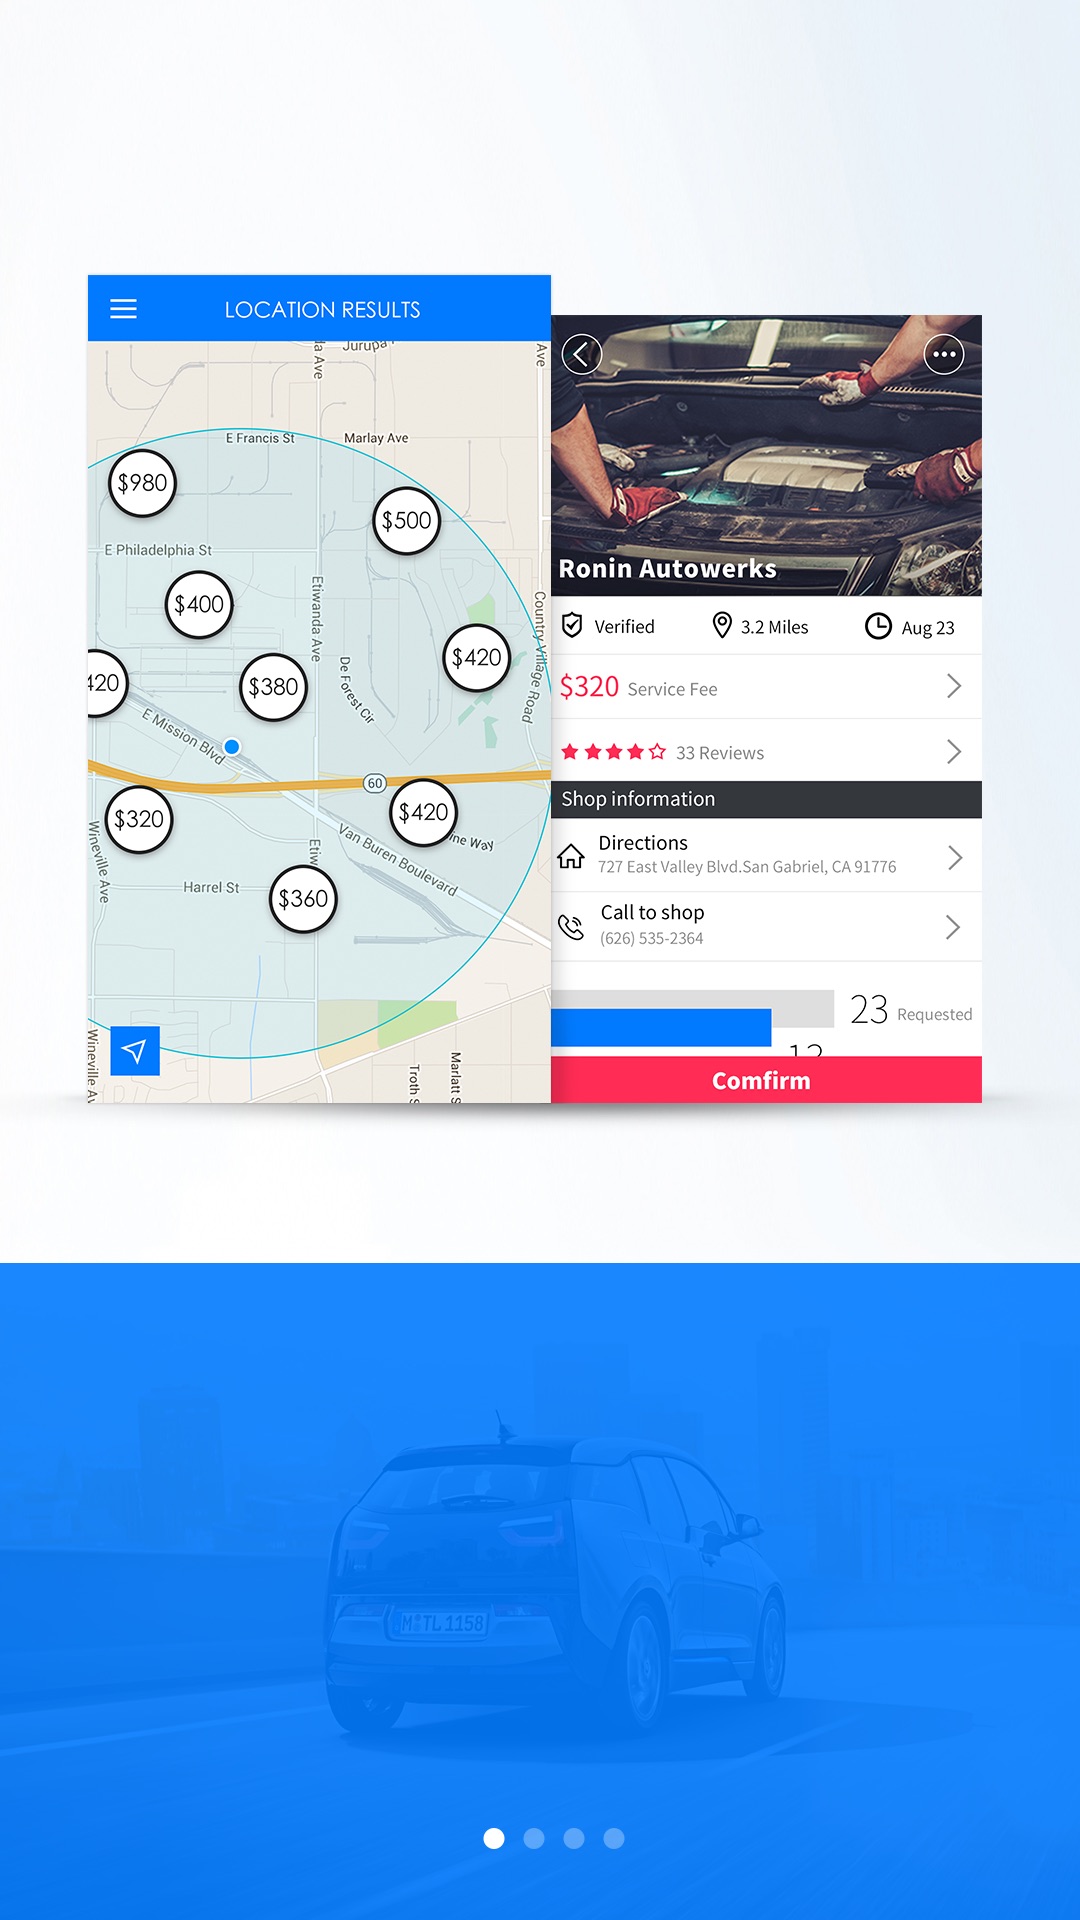 LOCATION RESULTS
Jurupa
Ave
Ave
E Francis St
Marlay Ave
$980
$500
E Philadelphia St
$400
Etiwanda Ave
Country Village Road
$420
420
$380
De Forest Cir
E Mission Blvd
60
$320
$420
ine Way
Wineville Ave
Etiw
Van Buren Boulevard
Harrel St
$360
Wineville Av
Troth S
Marlatt S
Ronin Autowerks
Verified
3.2 Miles
Aug 23
$320 Service Fee
33 Reviews
Shop information
Directions
727 East Valley Blvd.San Gabriel, CA 91776
Call to shop
(626) 535-2364
23 Requested
Comfirm
M TL 1158